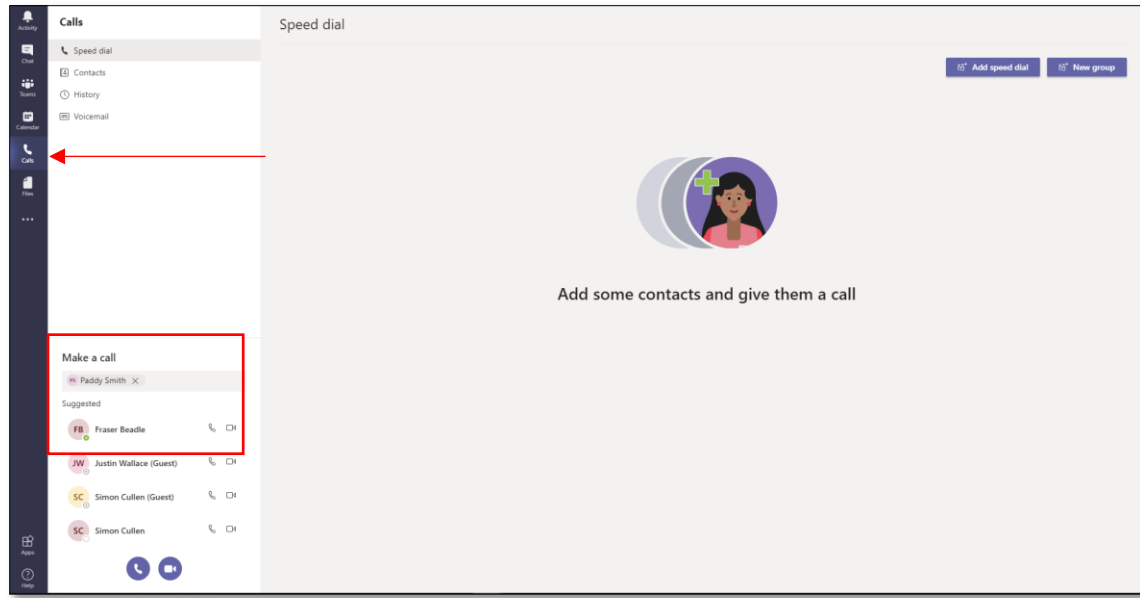 Activity
Chat
Teams
Calendar
Calls
Files
Apps
Help
Calls
Speed dial
Contacts
History
Voicemail
Make a call
PS Paddy Smith
Suggested
FB Fraser Beadle
JW Justin Wallace (Guest)
SC Simon Cullen (Guest)
SC Simon Cullen
Speed dial
Add speed dial New group
Add some contacts and give them a call